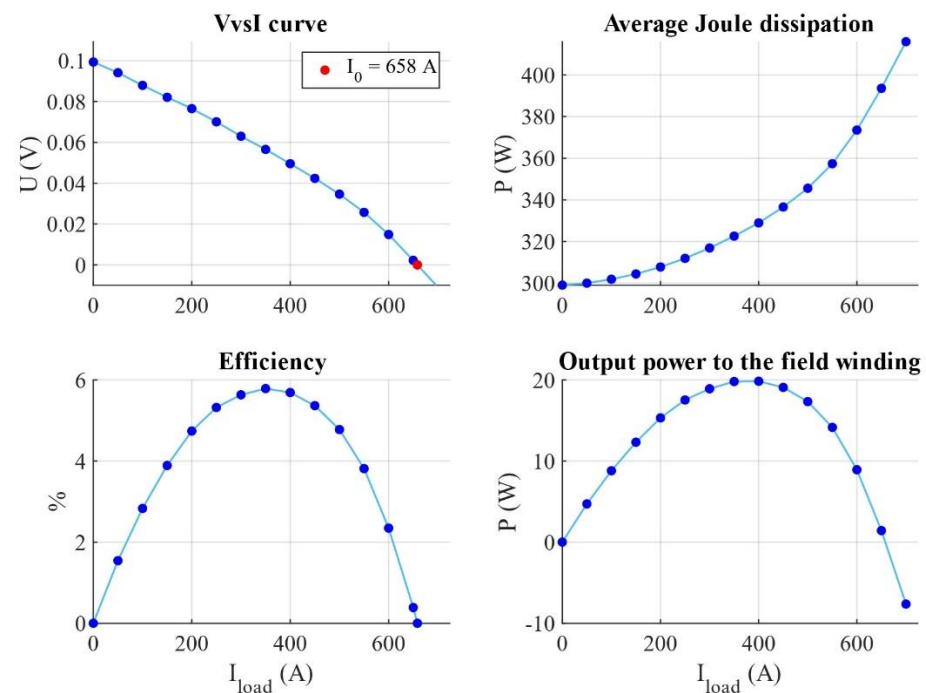 VvsI curve
U (V)
0.1
0.08
0.06
0.04
0.02
0
I0 = 658 A
0 200 400 600
Average Joule dissipation
P (W)
400
380
360
340
320
300
0 200 400 600
Efficiency
%
6
4
2
0
0 200 400 600
Iload (A)
Output power to the field winding
P (W)
20
10
0
-10
0 200 400 600
Iload (A)